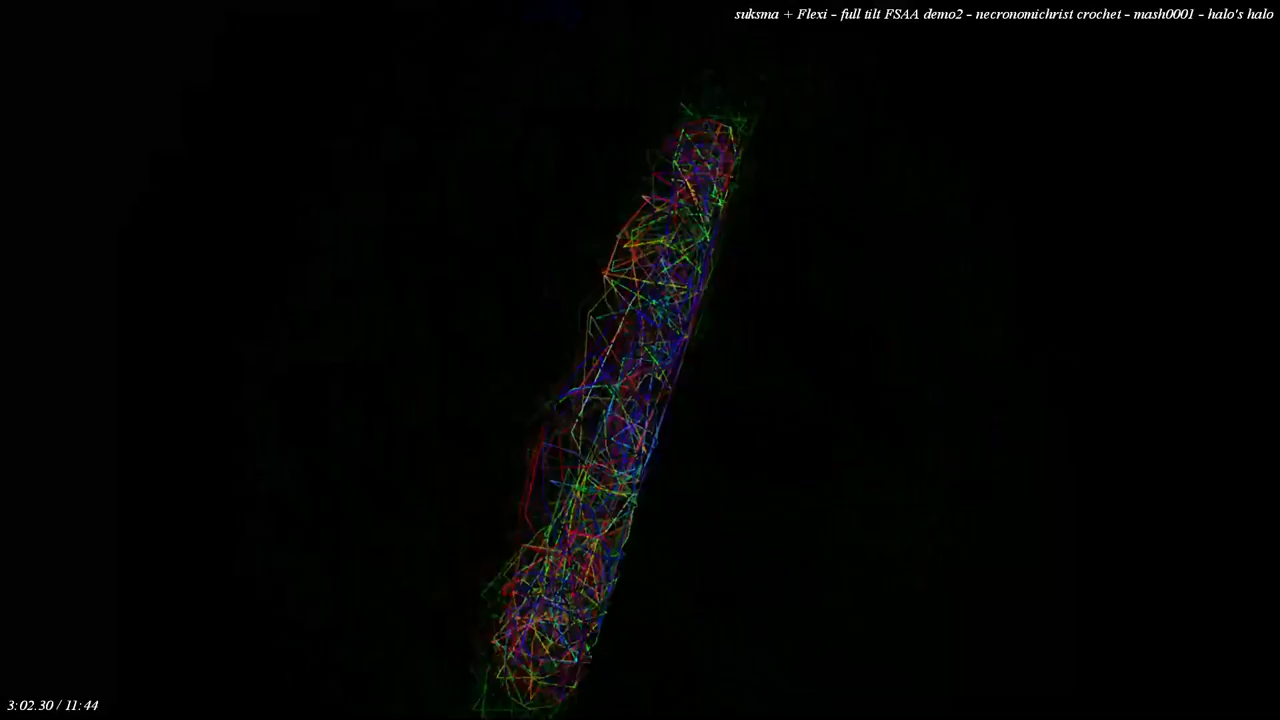 suksma + Flexi - full tilt FSAA demo2 - necronomichrist crochet - mash0001 - halo's halo
3:02.30 / 11:44